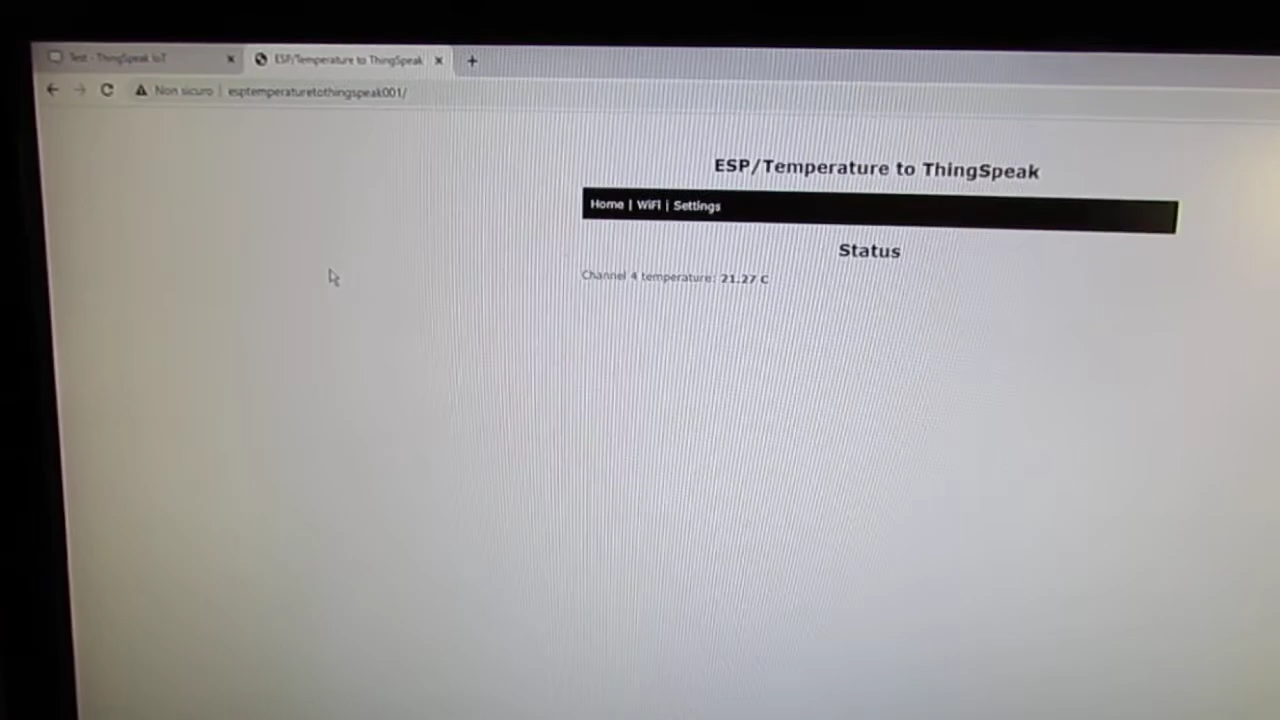 Test - ThingSpeak IoT
ESP/Temperature to ThingSpeak
Non sicuro | esptemperaturetothingspeak001/
ESP/Temperature to ThingSpeak
Home | WiFi | Settings
Status
Channel 4 temperature: 21.27 C